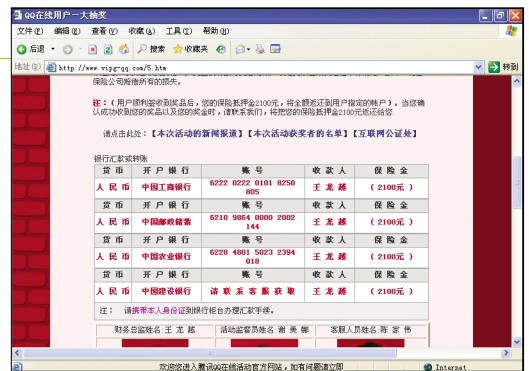 QQ在线用户一大抽奖
文件(F) 编辑(E) 查看(V) 收藏(A) 工具(T) 帮助(H)
后退 搜索 收藏夹
地址(D) http://www.vipg-qq.com/5.htm 转到
保险公司赔偿所有的损失。
注：(用户顺利签收到奖品后，您的保险抵押金2100元，将全额返还到用户指定的帐户)。当您确
认成功收到您的奖品以及您的奖金时，请联系我们，将把您的保险抵押金2100元返还给您
请点击此处：【本次活动的新闻报道】【本次活动获奖者的名单】【互联网公证处】
银行汇款或转账
货 币 开 户 银 行 账 号 收 款 人 保 险 金
人 民 币 中国工商银行 6222 0222 0101 8250 805 王 龙 越 (2100元)
货 币 开 户 银 行 账 号 收 款 人 保 险 金
人 民 币 中国邮政储蓄 6210 9864 0000 2002 144 王 龙 越 (2100元)
货 币 开 户 银 行 账 号 收 款 人 保 险 金
人 民 币 中国农业银行 6228 4801 5023 2394 018 王 龙 越 (2100元)
货 币 开 户 银 行 账 号 收 款 人 保 险 金
人 民 币 中国建设银行 请 联 系 客 服 获 取 王 龙 越 (2100元)
注： 请携带本人身份证到银行柜台办理汇款手续。
财务总监姓名:王 龙 越 活动监督员姓名:谢 美 娜 客服人员姓名:陈 家 伟
欢迎您进入腾讯QQ在线活动官方网站，如有问题请立即 Internet